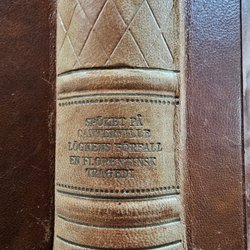 SPÖKET PÅ
CANTERVILLE
LÖGNENS FÖRFALL
EN FLORENTINSK
TRAGEDI